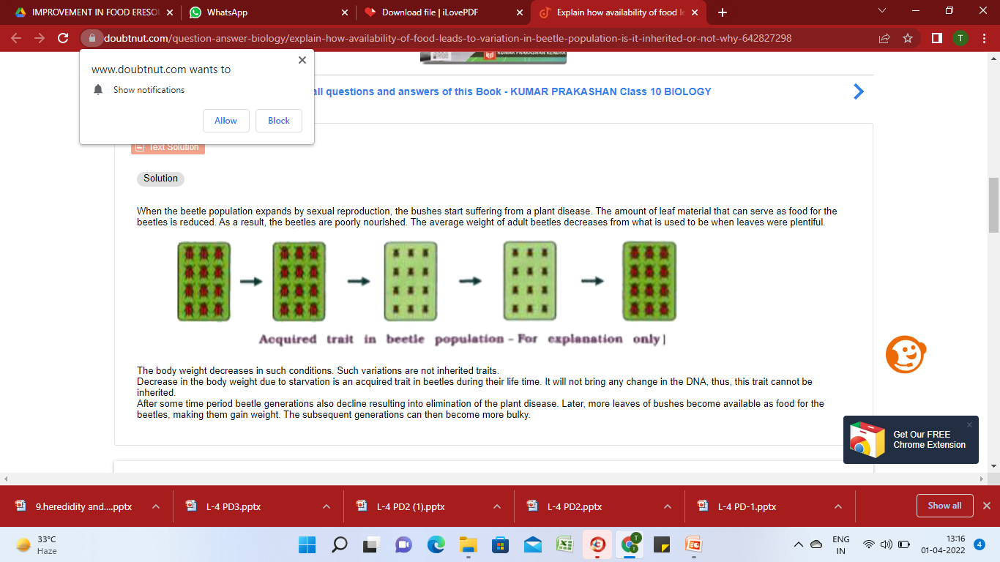 IMPROVEMENT IN FOOD ERESO
WhatsApp
Download file | iLovePDF
Explain how availability of food le
doubtnut.com/question-answer-biology/explain-how-availability-of-food-leads-to-variation-in-beetle-population-is-it-inherited-or-not-why-642827298
T
www.doubtnut.com wants to
Show notifications
Allow
Block
KUMAR PRAKASHAN KENDRA
all questions and answers of this Book - KUMAR PRAKASHAN Class 10 BIOLOGY
Text Solution
Solution
When the beetle population expands by sexual reproduction, the bushes start suffering from a plant disease. The amount of leaf material that can serve as food for the
beetles is reduced. As a result, the beetles are poorly nourished. The average weight of adult beetles decreases from what is used to be when leaves were plentiful.
Acquired trait in beetle population - For explanation only|
The body weight decreases in such conditions. Such variations are not inherited traits.
Decrease in the body weight due to starvation is an acquired trait in beetles during their life time. It will not bring any change in the DNA, thus, this trait cannot be
inherited.
After some time period beetle generations also decline resulting into elimination of the plant disease. Later, more leaves of bushes become available as food for the
beetles, making them gain weight. The subsequent generations can then become more bulky.
Get Our FREE
Chrome Extension
9.heredidity and....pptx
L-4 PD3.pptx
L-4 PD2 (1).pptx
L-4 PD2.pptx
L-4 PD-1.pptx
Show all
33°C
Haze
T
ENG
IN
13:16
01-04-2022
4